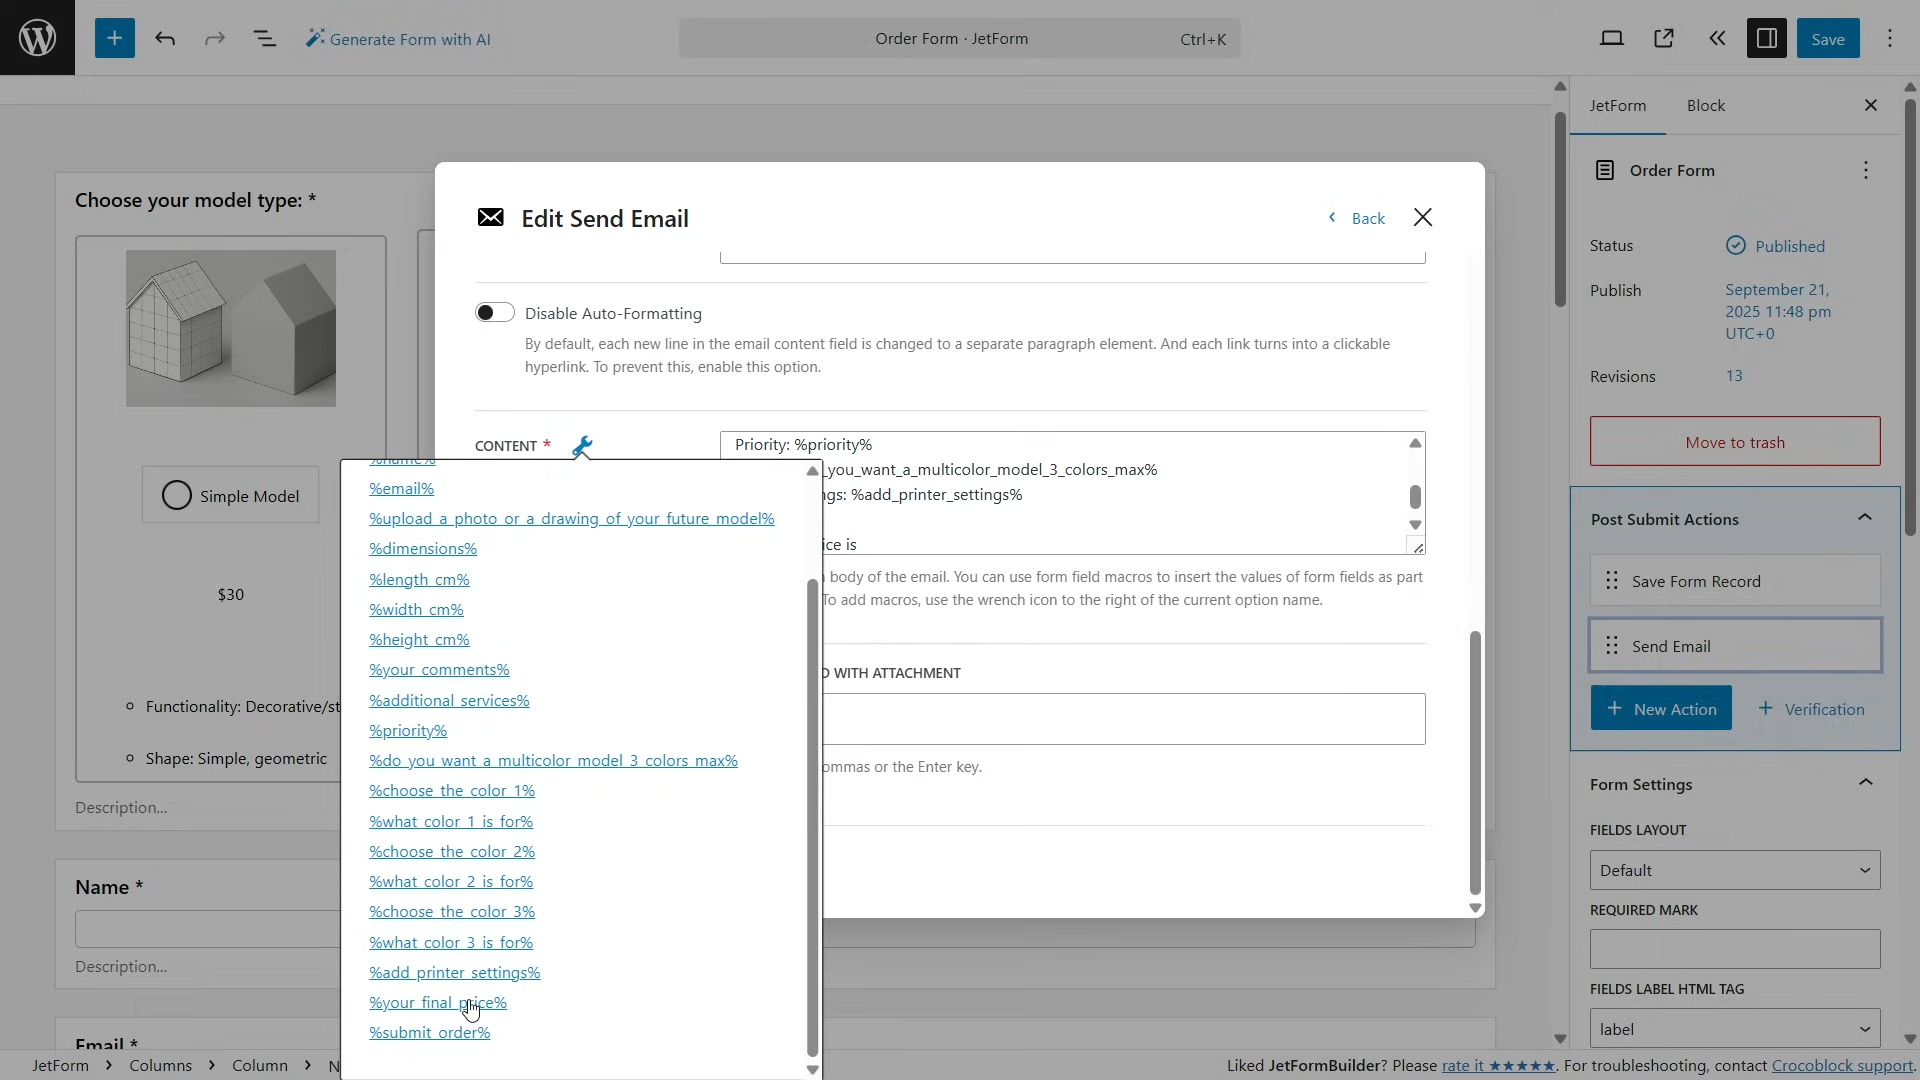 Generate Form with AI
Order Form · JetForm
Ctrl+K
Save
JetForm
Block
Order Form
Status
Published
Publish
September 21,
2025 11:48 pm
UTC+0
Revisions
13
Move to trash
Post Submit Actions
Save Form Record
Send Email
New Action
Verification
Form Settings
FIELDS LAYOUT
Default
REQUIRED MARK
FIELDS LABEL HTML TAG
label
Choose your model type: *
Simple Model
$30
Functionality: Decorative/st
Shape: Simple, geometric
Description...
Name *
Description...
Email *
Edit Send Email
Back
Disable Auto-Formatting
By default, each new line in the email content field is changed to a separate paragraph element. And each link turns into a clickable
hyperlink. To prevent this, enable this option.
CONTENT *
Priority: %priority%
_you_want_a_multicolor_model_3_colors_max%
ngs: %add_printer_settings%
ice is
body of the email. You can use form field macros to insert the values of form fields as part
To add macros, use the wrench icon to the right of the current option name.
D WITH ATTACHMENT
ommas or the Enter key.
%name%
%email%
%upload_a_photo_or_a_drawing_of_your_future_model%
%dimensions%
%length_cm%
%width_cm%
%height_cm%
%your_comments%
%additional_services%
%priority%
%do_you_want_a_multicolor_model_3_colors_max%
%choose_the_color_1%
%what_color_1_is_for%
%choose_the_color_2%
%what_color_2_is_for%
%choose_the_color_3%
%what_color_3_is_for%
%add_printer_settings%
%your_final_price%
%submit_order%
JetForm
Columns
Column
N
Liked JetFormBuilder? Please rate it ★★★★★. For troubleshooting, contact Crocoblock support.